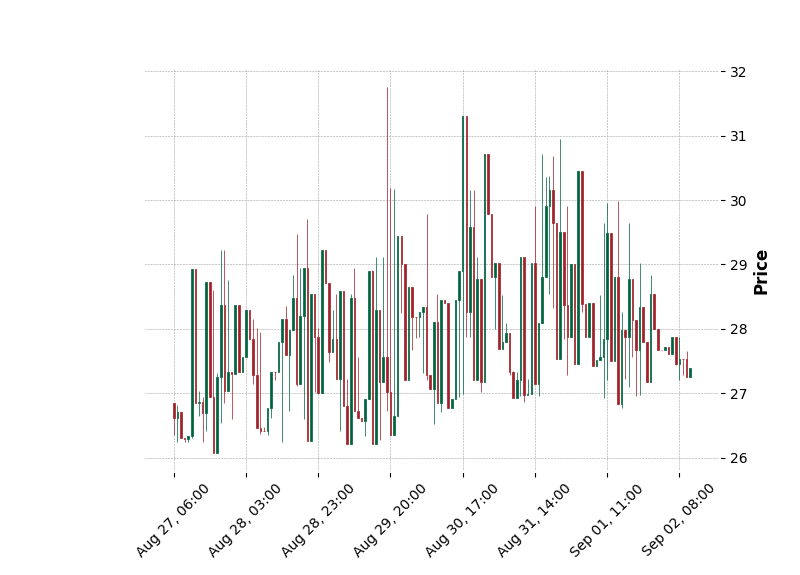 32
31
30
29
28
27
26
Price
Aug 27, 06:00
Aug 28, 03:00
Aug 28, 23:00
Aug 29, 20:00
Aug 30, 17:00
Aug 31, 14:00
Sep 01, 11:00
Sep 02, 08:00